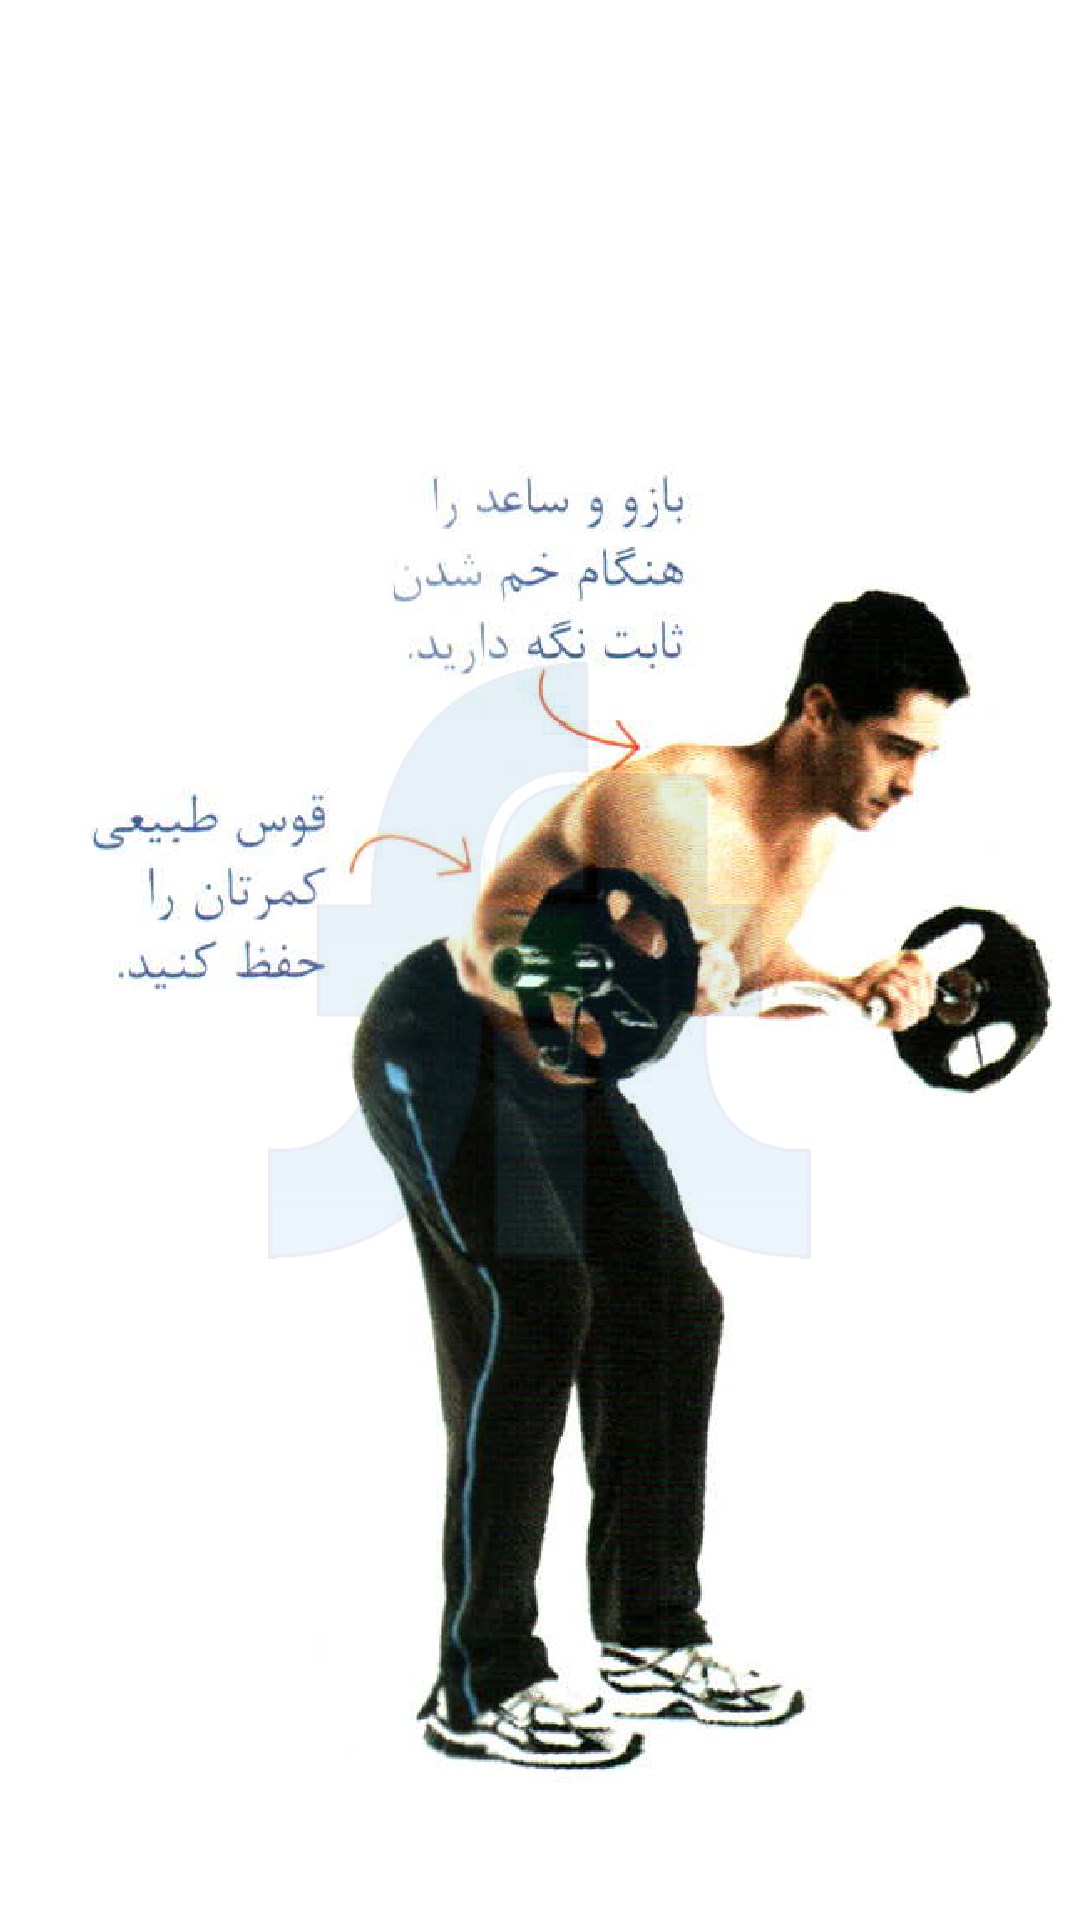 بازو و ساعد را
هنگام خم شدن
ثابت نگه دارید.
قوس طبیعی
کمرتان را
حفظ کنید.